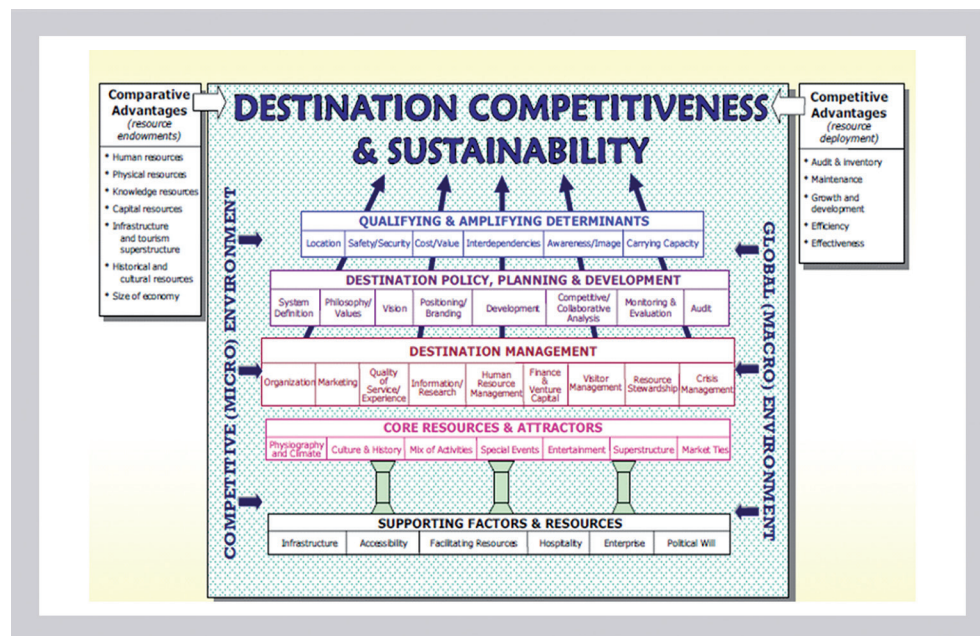 DESTINATION COMPETITIVENESS
& SUSTAINABILITY
Comparative
Advantages
(resource
endowments)
* Human resources
* Physical resources
* Knowledge resources
* Capital resources
* Infrastructure
and tourism
superstructure
* Historical and
cultural resources
* Size of economy
Competitive
Advantages
(resource
deployment)
* Audit & inventory
* Maintenance
* Growth and
development
* Efficiency
* Effectiveness
COMPETITIVE (MICRO) ENVIRONMENT
GLOBAL (MACRO) ENVIRONMENT
QUALIFYING & AMPLIFYING DETERMINANTS
Location
Safety/Security
Cost/Value
Interdependencies
Awareness/Image
Carrying Capacity
DESTINATION POLICY, PLANNING & DEVELOPMENT
System
Definition
Philosophy/
Values
Vision
Positioning/
Branding
Development
Competitive/
Collaborative
Analysis
Monitoring &
Evaluation
Audit
DESTINATION MANAGEMENT
Organization
Marketing
Quality
of
Service/
Experience
Information/
Research
Human
Resource
Management
Finance
&
Venture
Capital
Visitor
Management
Resource
Stewardship
Crisis
Management
CORE RESOURCES & ATTRACTORS
Physiography
and Climate
Culture & History
Mix of Activities
Special Events
Entertainment
Superstructure
Market Ties
SUPPORTING FACTORS & RESOURCES
Infrastructure
Accessibility
Facilitating Resources
Hospitality
Enterprise
Political Will